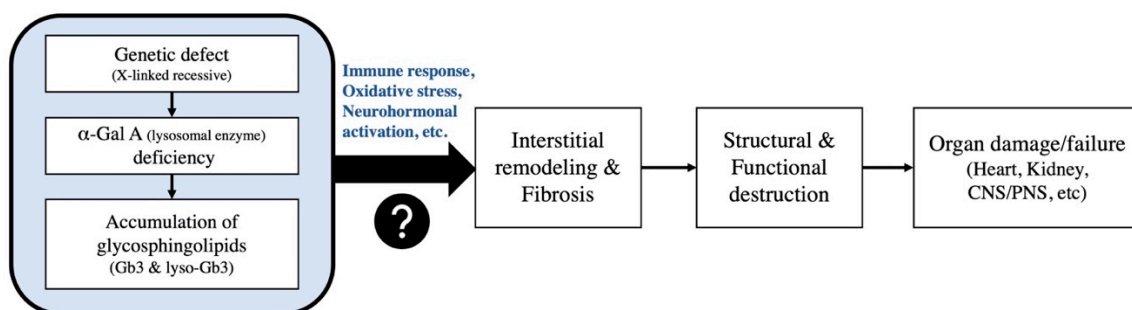 Genetic defect
(X-linked recessive)
α-Gal A (lysosomal enzyme)
deficiency
Accumulation of
glycosphingolipids
(Gb3 & lyso-Gb3)
Immune response,
Oxidative stress,
Neurohormonal
activation, etc.
?
Interstitial
remodeling &
Fibrosis
Structural &
Functional
destruction
Organ damage/failure
(Heart, Kidney,
CNS/PNS, etc)